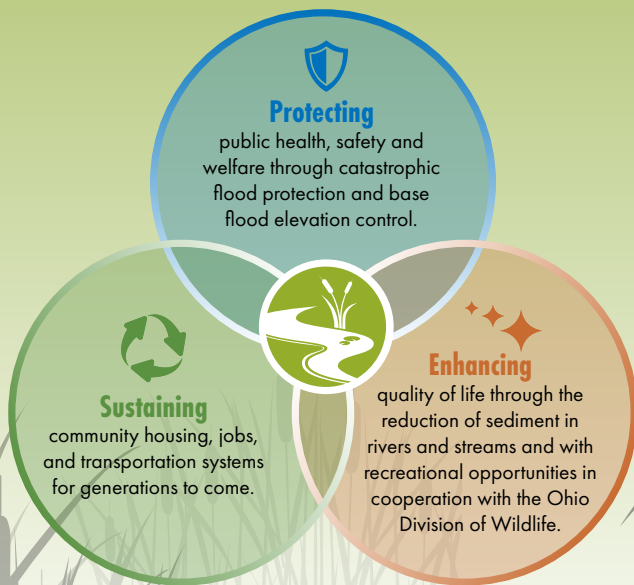 Protecting
public health, safety and
welfare through catastrophic
flood protection and base
flood elevation control.
Sustaining
community housing, jobs,
and transportation systems
for generations to come.
Enhancing
quality of life through the
reduction of sediment in
rivers and streams and with
recreational opportunities in
cooperation with the Ohio
Division of Wildlife.